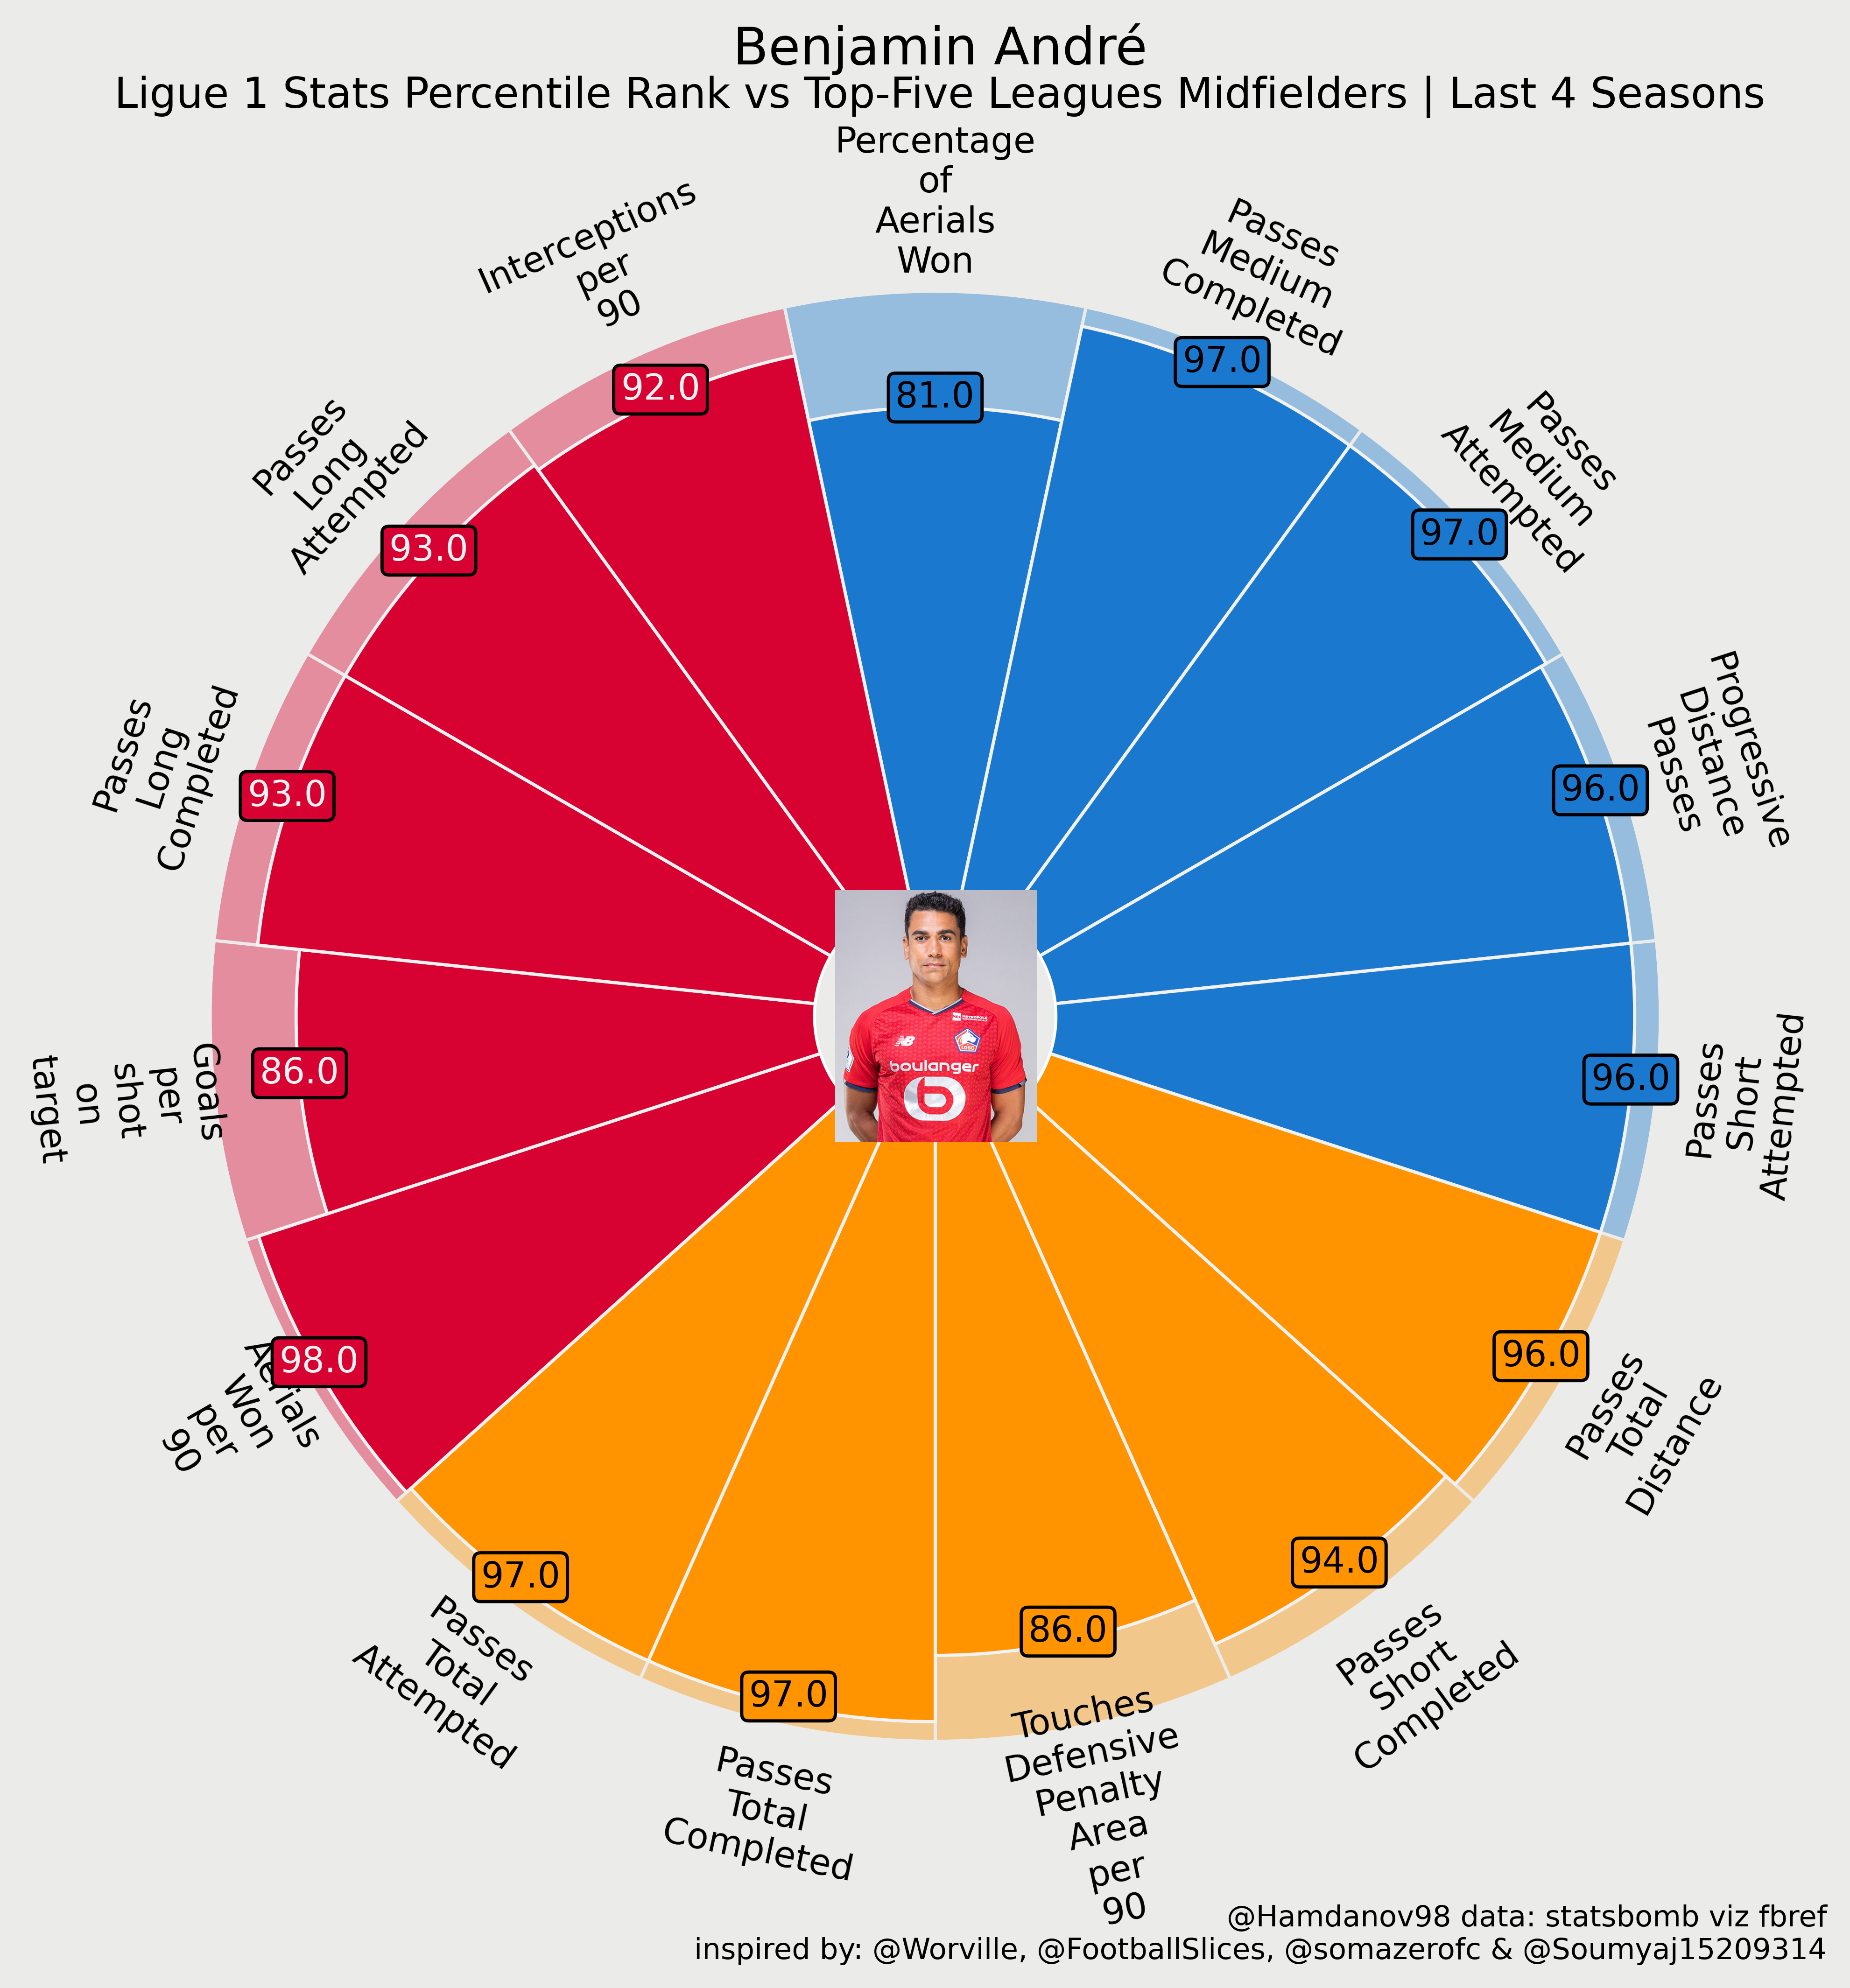 Benjamin André
Ligue 1 Stats Percentile Rank vs Top-Five Leagues Midfielders | Last 4 Seasons
Percentage
of
Aerials
Won
81.0
Passes
Medium
Completed
97.0
Passes
Medium
Attempted
97.0
Progressive
Distance
Passes
96.0
Passes
Short
Attempted
96.0
Passes
Total
Distance
96.0
Passes
Short
Completed
94.0
Touches
Defensive
Penalty
Area
per
90
86.0
Passes
Total
Completed
97.0
Passes
Total
Attempted
97.0
Aerials
Won
per
90
98.0
Goals
per
shot
on
target
86.0
Passes
Long
Completed
93.0
Passes
Long
Attempted
93.0
Interceptions
per
90
92.0
boulanger
@Hamdanov98 data: statsbomb viz fbref
inspired by: @Worville, @FootballSlices, @somazerofc & @Soumyaj15209314